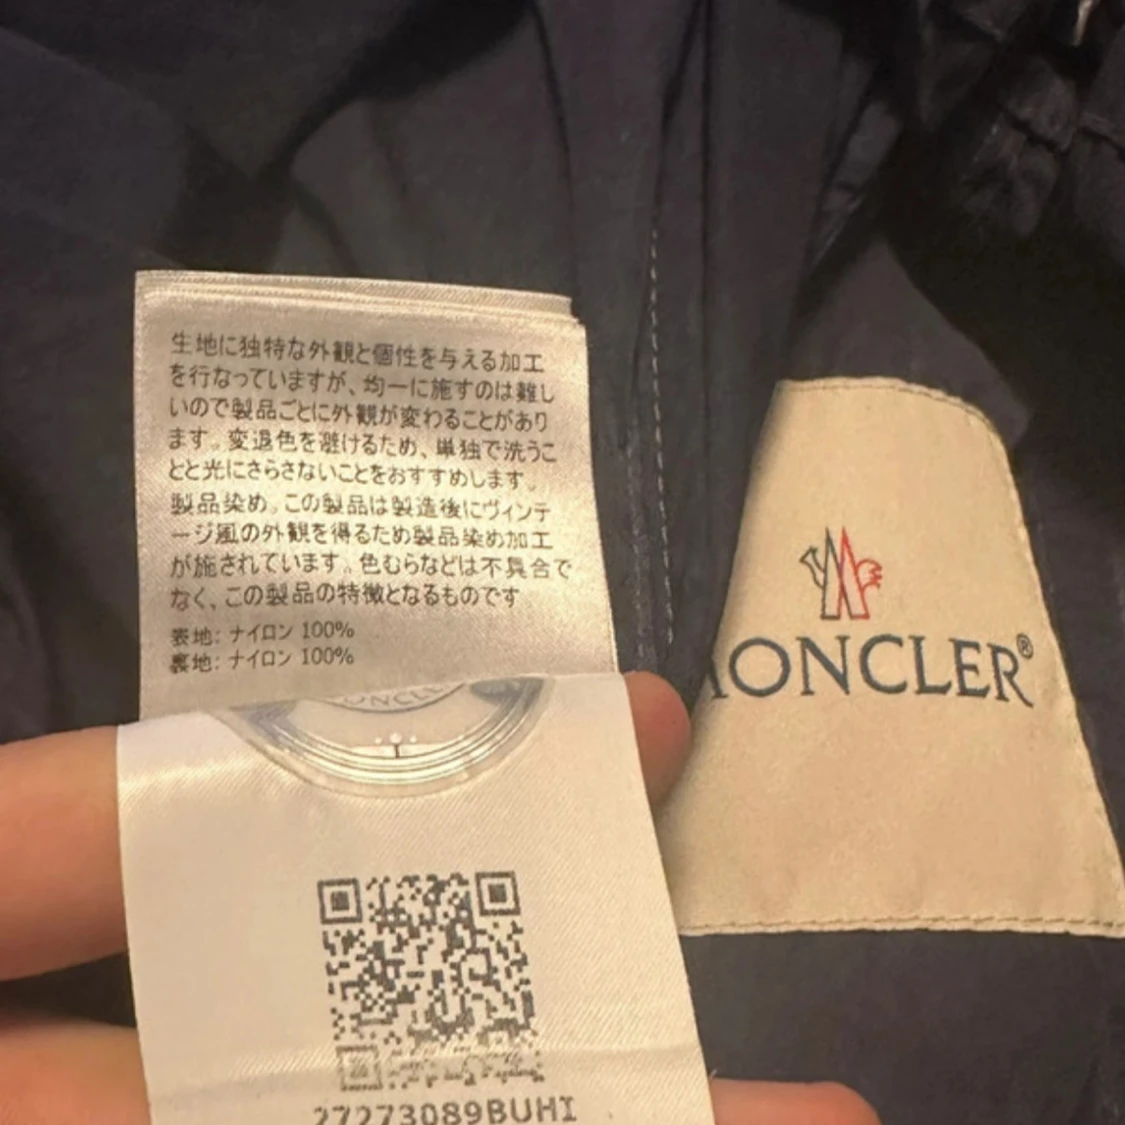 生地に独特な外観と個性を与える加工
を行なっていますが、均一に施すのは難し
いので製品ごとに外観が変わることがあり
ます。変退色を避けるため、単独で洗うこ
とと光にさらさないことをおすすめします。
製品染め。この製品は製造後にヴィンテ
ージ風の外観を得るため製品染め加工
が施されています。色むらなどは不具合で
なく、この製品の特徴となるものです
表地: ナイロン 100%
裏地: ナイロン 100%
MONCLER®
27273089BUHI